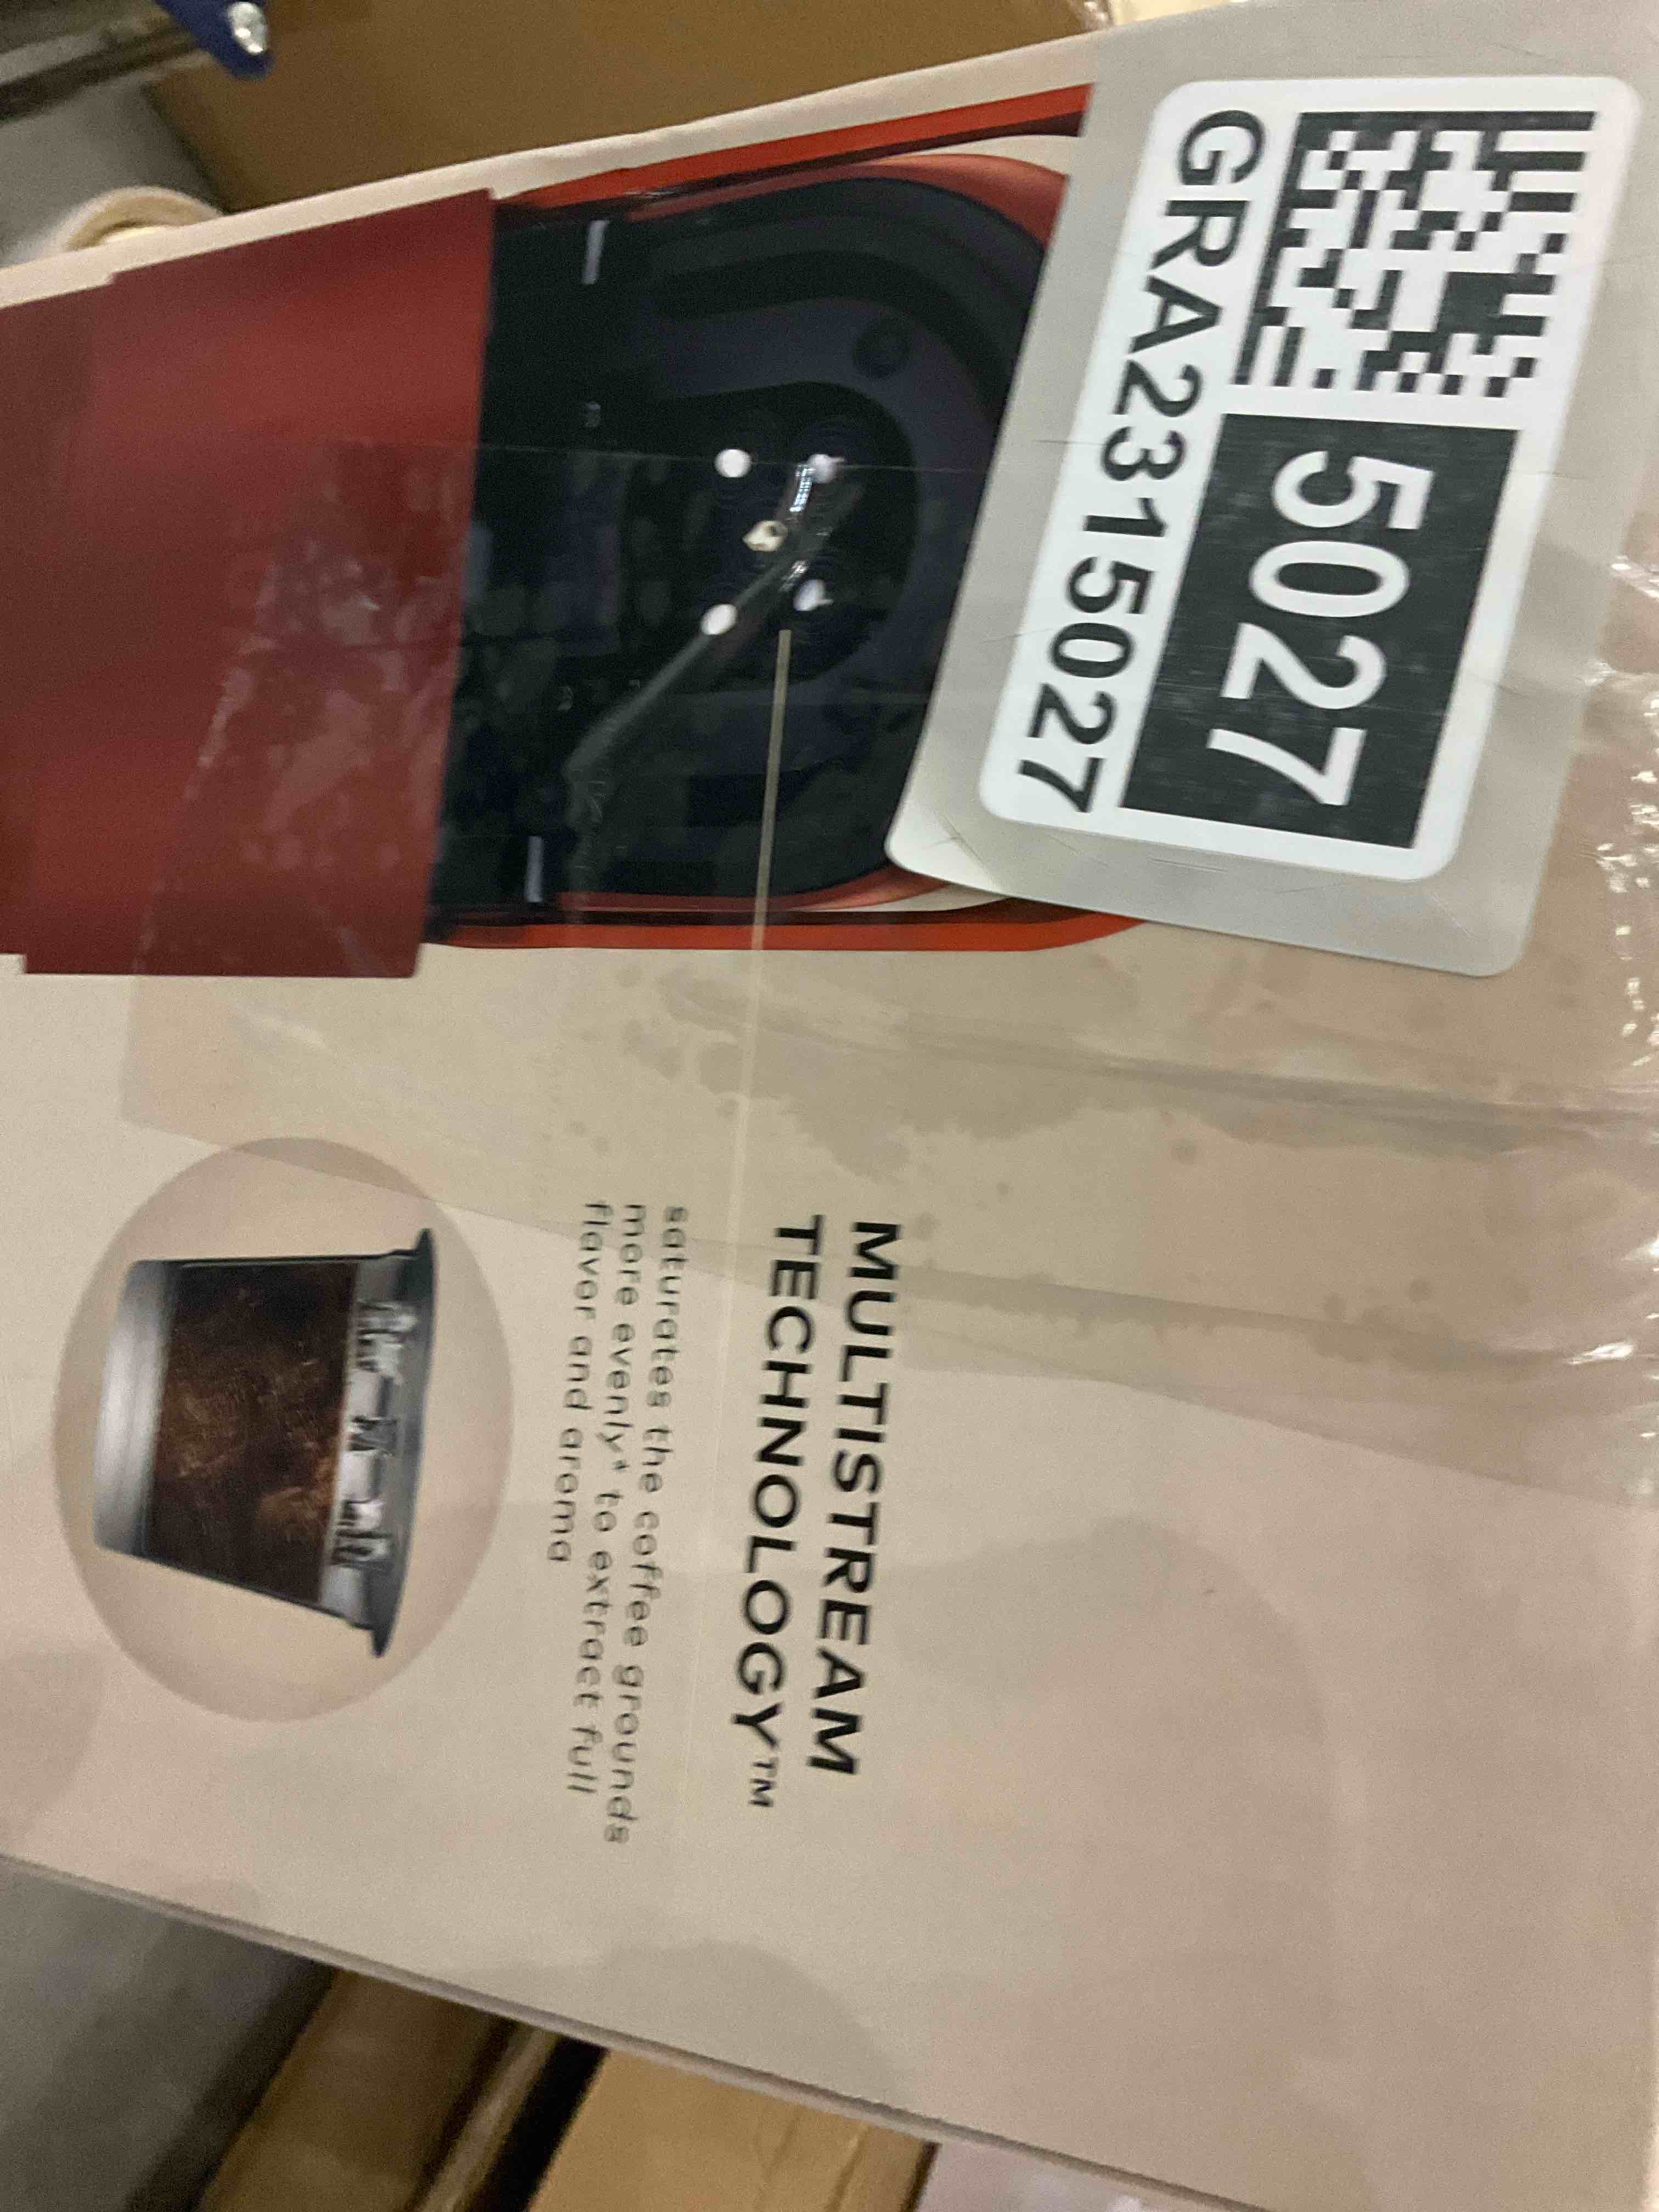 5027
GRA2315027
MULTISTREAM
TECHNOLOGY™
saturates the coffee grounds
more evenly* to extract full
flavor and aroma